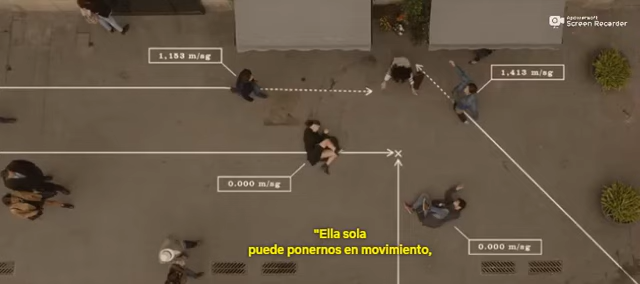 Apowersoft
Screen Recorder
1,153 m/sg
1,413 m/sg
0.000 m/sg
0.000 m/sg
"Ella sola
puede ponernos en movimiento,